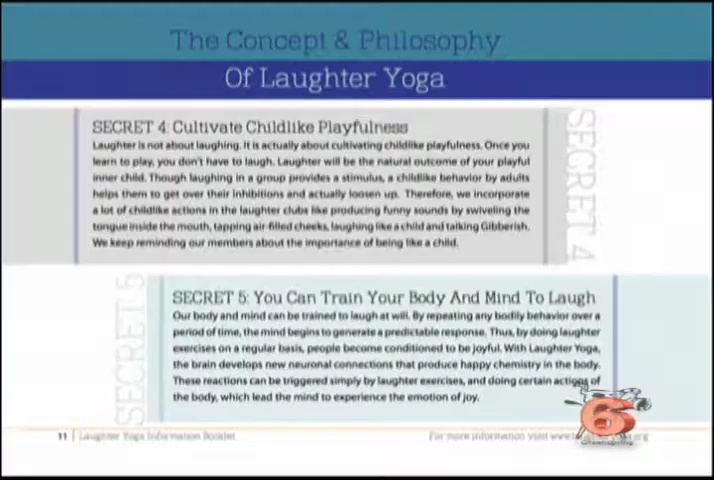 The Concept & Philosophy
Of Laughter Yoga
SECRET 4: Cultivate Childlike Playfulness
Laughter is not about laughing. It is actually about cultivating childlike playfulness. Once you
learn to play, you don't have to laugh. Laughter will be the natural outcome of your playful
inner child. Though laughing in a group provides a stimulus, a childlike behavior by adults
helps them to get over their inhibitions and actually loosen up. Therefore, we incorporate
a lot of childlike actions in the laughter clubs like producing funny sounds by swiveling the
tongue inside the mouth, tapping air-filled cheeks, laughing like a child and talking Gibberish.
We keep reminding our members about the importance of being like a child.
SECRET 4
SECRET 5
SECRET 5: You Can Train Your Body And Mind To Laugh
Our body and mind can be trained to laugh at will. By repeating any bodily behavior over a
period of time, the mind begins to generate a predictable response. Thus, by doing laughter
exercises on a regular basis, people become conditioned to be joyful. With Laughter Yoga,
the brain develops new neuronal connections that produce happy chemistry in the body.
These reactions can be triggered simply by laughter exercises, and doing certain actions of
the body, which lead the mind to experience the emotion of joy.
6
11 | Laughter Yoga Information Booklet
For more information visit